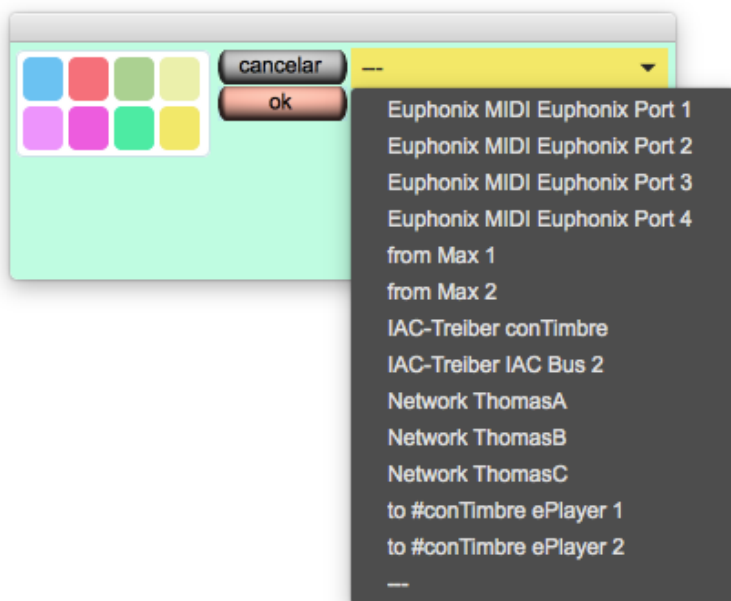 cancelar
---
ok
Euphonix MIDI Euphonix Port 1
Euphonix MIDI Euphonix Port 2
Euphonix MIDI Euphonix Port 3
Euphonix MIDI Euphonix Port 4
from Max 1
from Max 2
IAC-Treiber conTimbre
IAC-Treiber IAC Bus 2
Network ThomasA
Network ThomasB
Network ThomasC
to #conTimbre ePlayer 1
to #conTimbre ePlayer 2
---